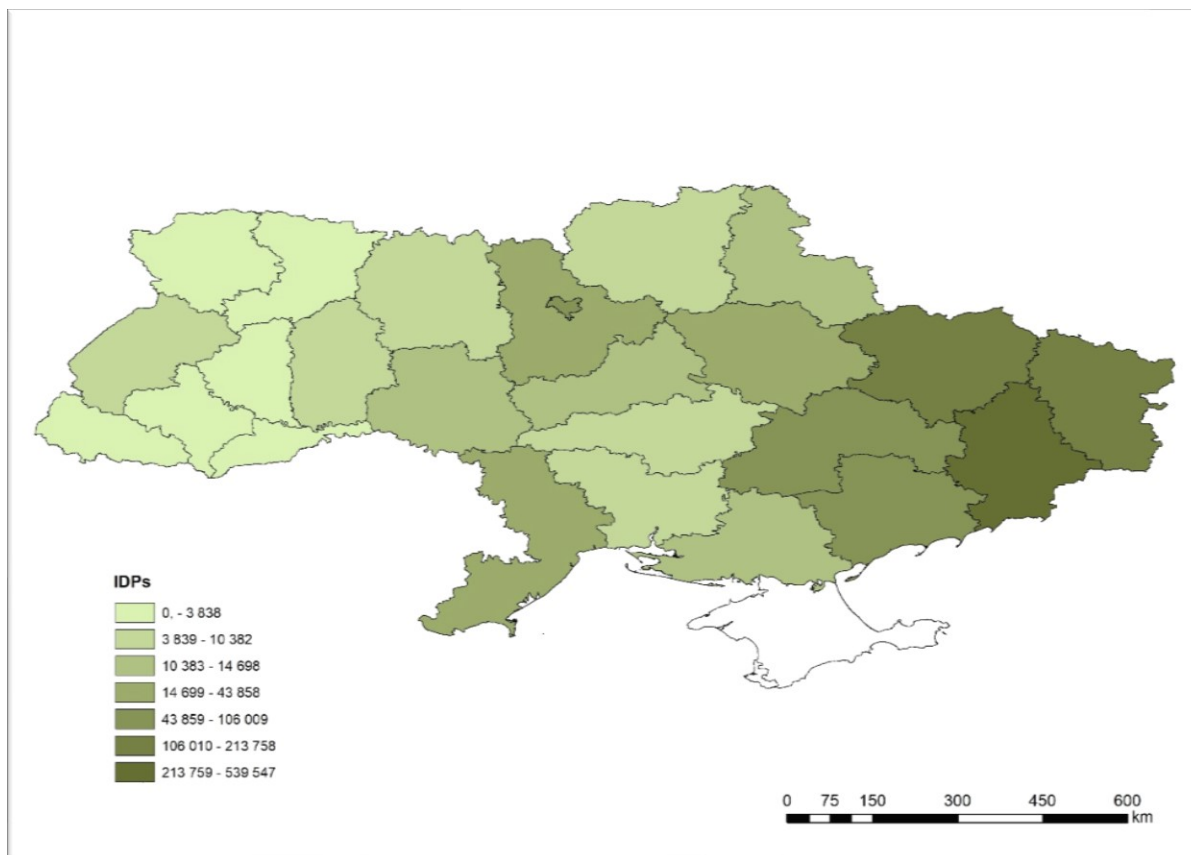 IDPs
0, - 3 838
3 839 - 10 382
10 383 - 14 698
14 699 - 43 858
43 859 - 106 009
106 010 - 213 758
213 759 - 539 547
0 75 150 300 450 600
km